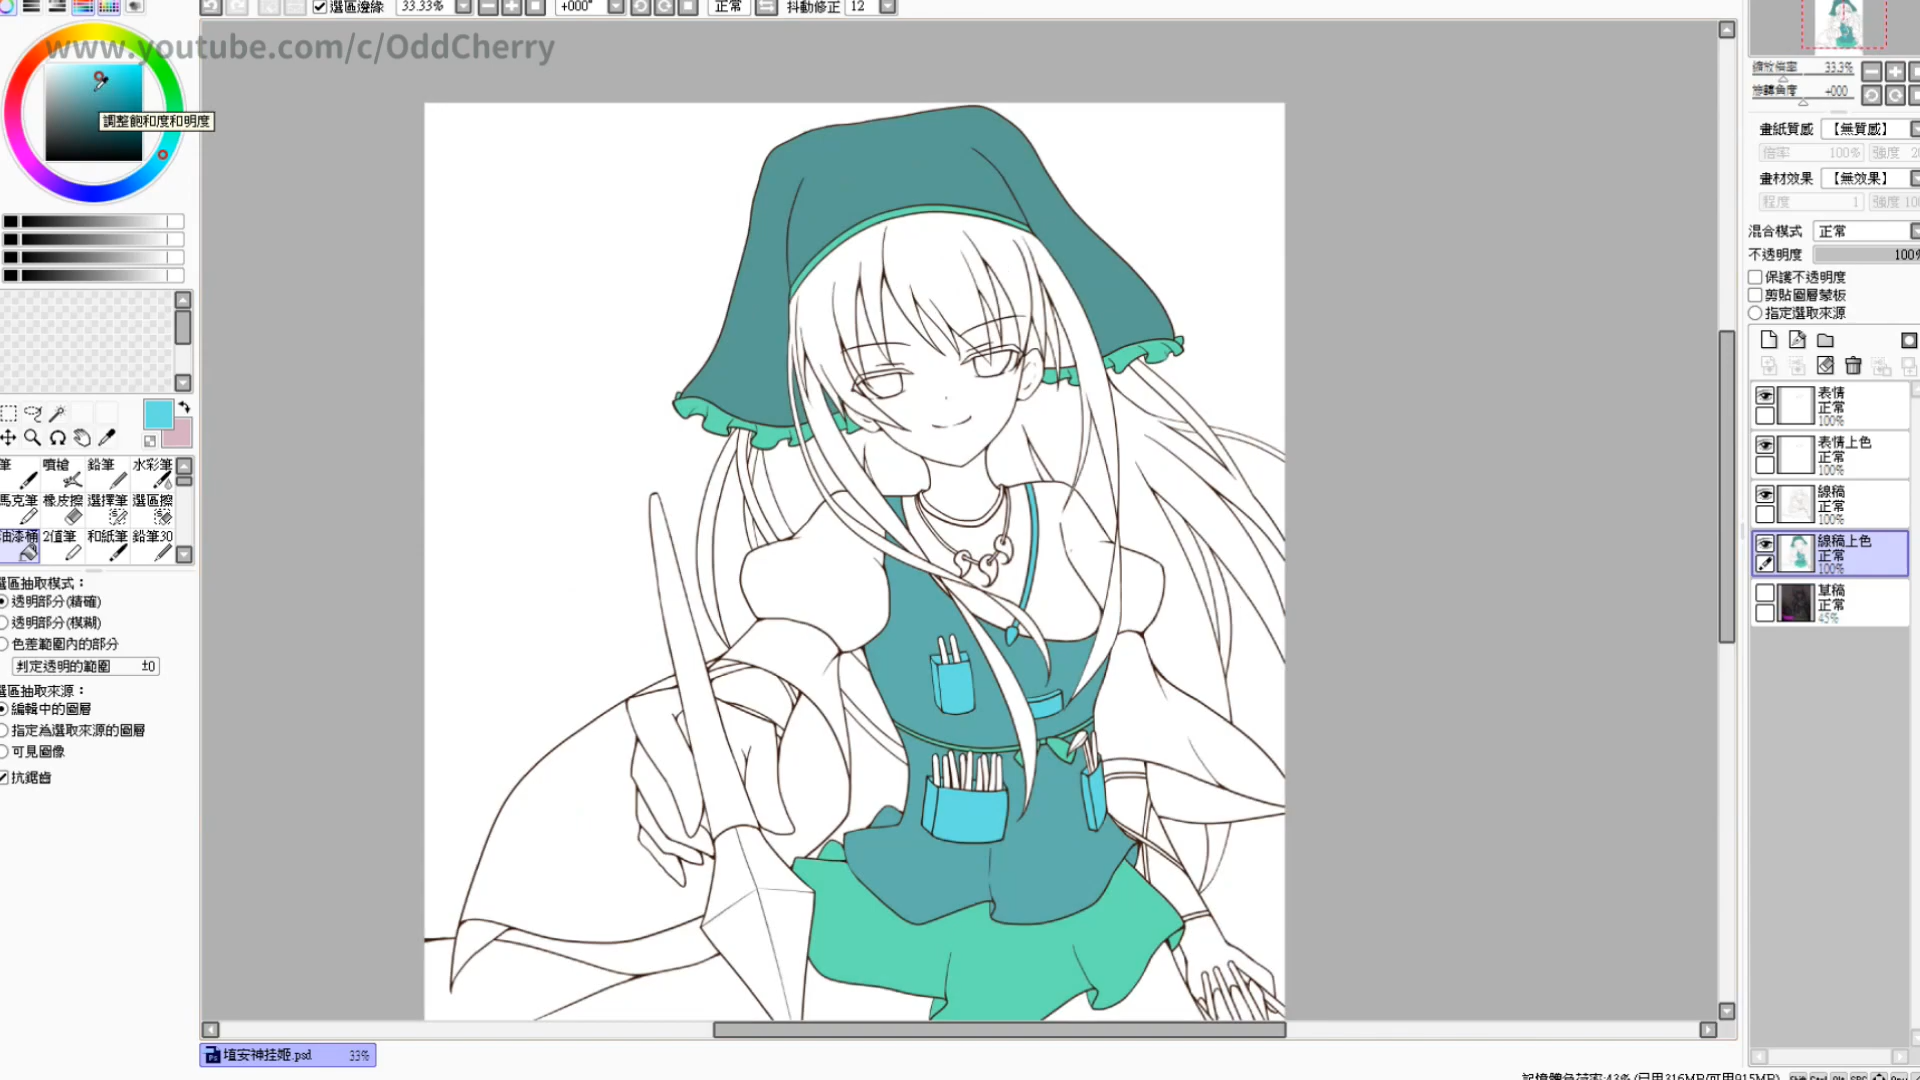 選區邊緣 33.33% +000° 正常 抖動修正 12
www.youtube.com/c/OddCherry
調整飽和度和明度
筆 噴槍 鉛筆 水彩筆
馬克筆 橡皮擦 選擇筆 選區擦
油漆桶 2值筆 和紙筆 鉛筆30
選區抽取模式：
透明部分(精確)
透明部分(模糊)
色差範圍內的部分
判定透明的範圍 ±0
選區抽取來源：
編輯中的圖層
指定為選取來源的圖層
可見圖像
抗鋸齒
縮放倍率 33.3%
旋轉角度 +000
畫紙質感 【無質感】
倍率 100% 強度 20
畫材效果 【無效果】
程度 1 強度 100
混合模式 正常
不透明度 100%
保護不透明度
剪貼圖層蒙板
指定選取來源
表情
正常
100%
表情上色
正常
100%
線稿
正常
100%
線稿上色
正常
100%
草稿
正常
45%
埴安神袿姬.psd 33%
記憶體負荷率:43% (已用316MB/可用915MB)